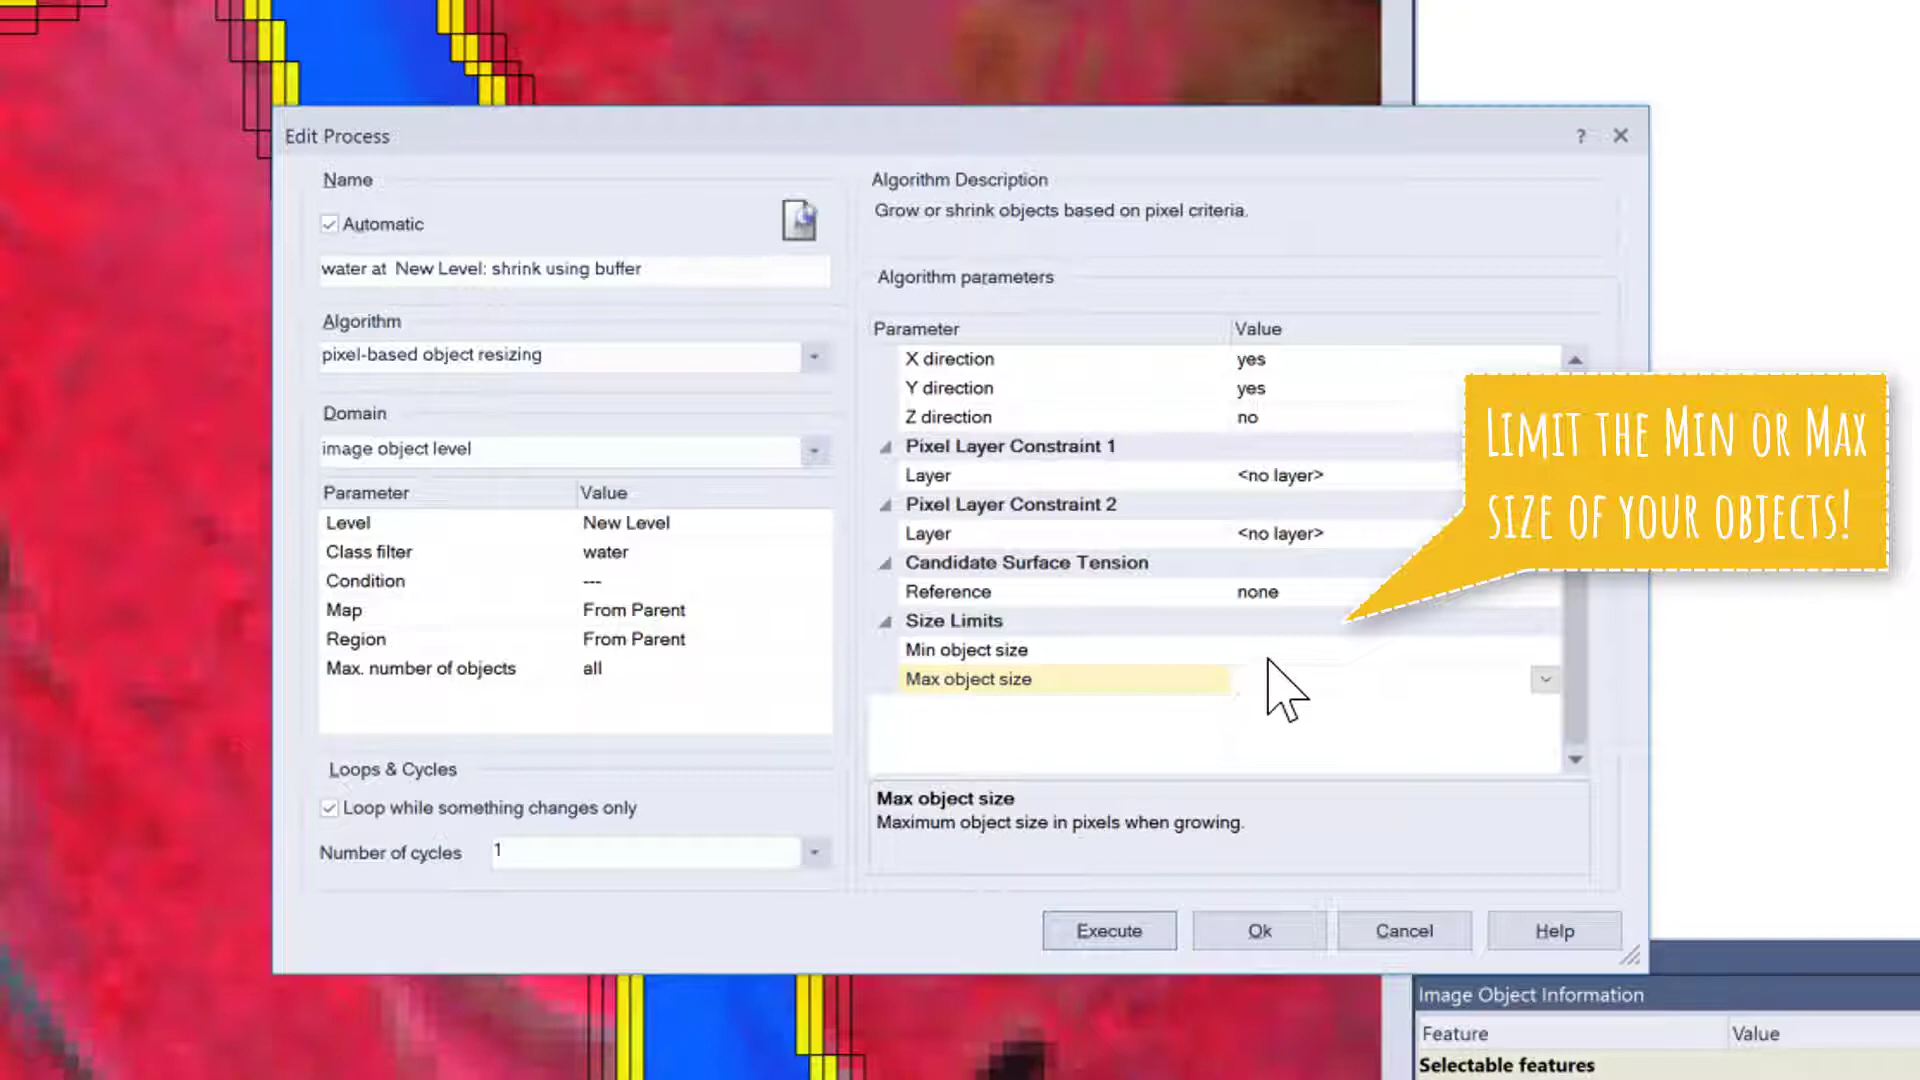 Edit Process
?
Name
Automatic
water at  New Level: shrink using buffer
Algorithm
pixel-based object resizing
Domain
image object level
Parameter Value
Level New Level
Class filter water
Condition ---
Map From Parent
Region From Parent
Max. number of objects all
Loops & Cycles
Loop while something changes only
Number of cycles 1
Algorithm Description
Grow or shrink objects based on pixel criteria.
Algorithm parameters
Parameter Value
X direction yes
Y direction yes
Z direction no
Pixel Layer Constraint 1
Layer <no layer>
Pixel Layer Constraint 2
Layer <no layer>
Candidate Surface Tension
Reference none
Size Limits
Min object size
Max object size
Max object size
Maximum object size in pixels when growing.
Execute Ok Cancel Help
LIMIT THE MIN OR MAX
SIZE OF YOUR OBJECTS!
Image Object Information
Feature Value
Selectable features